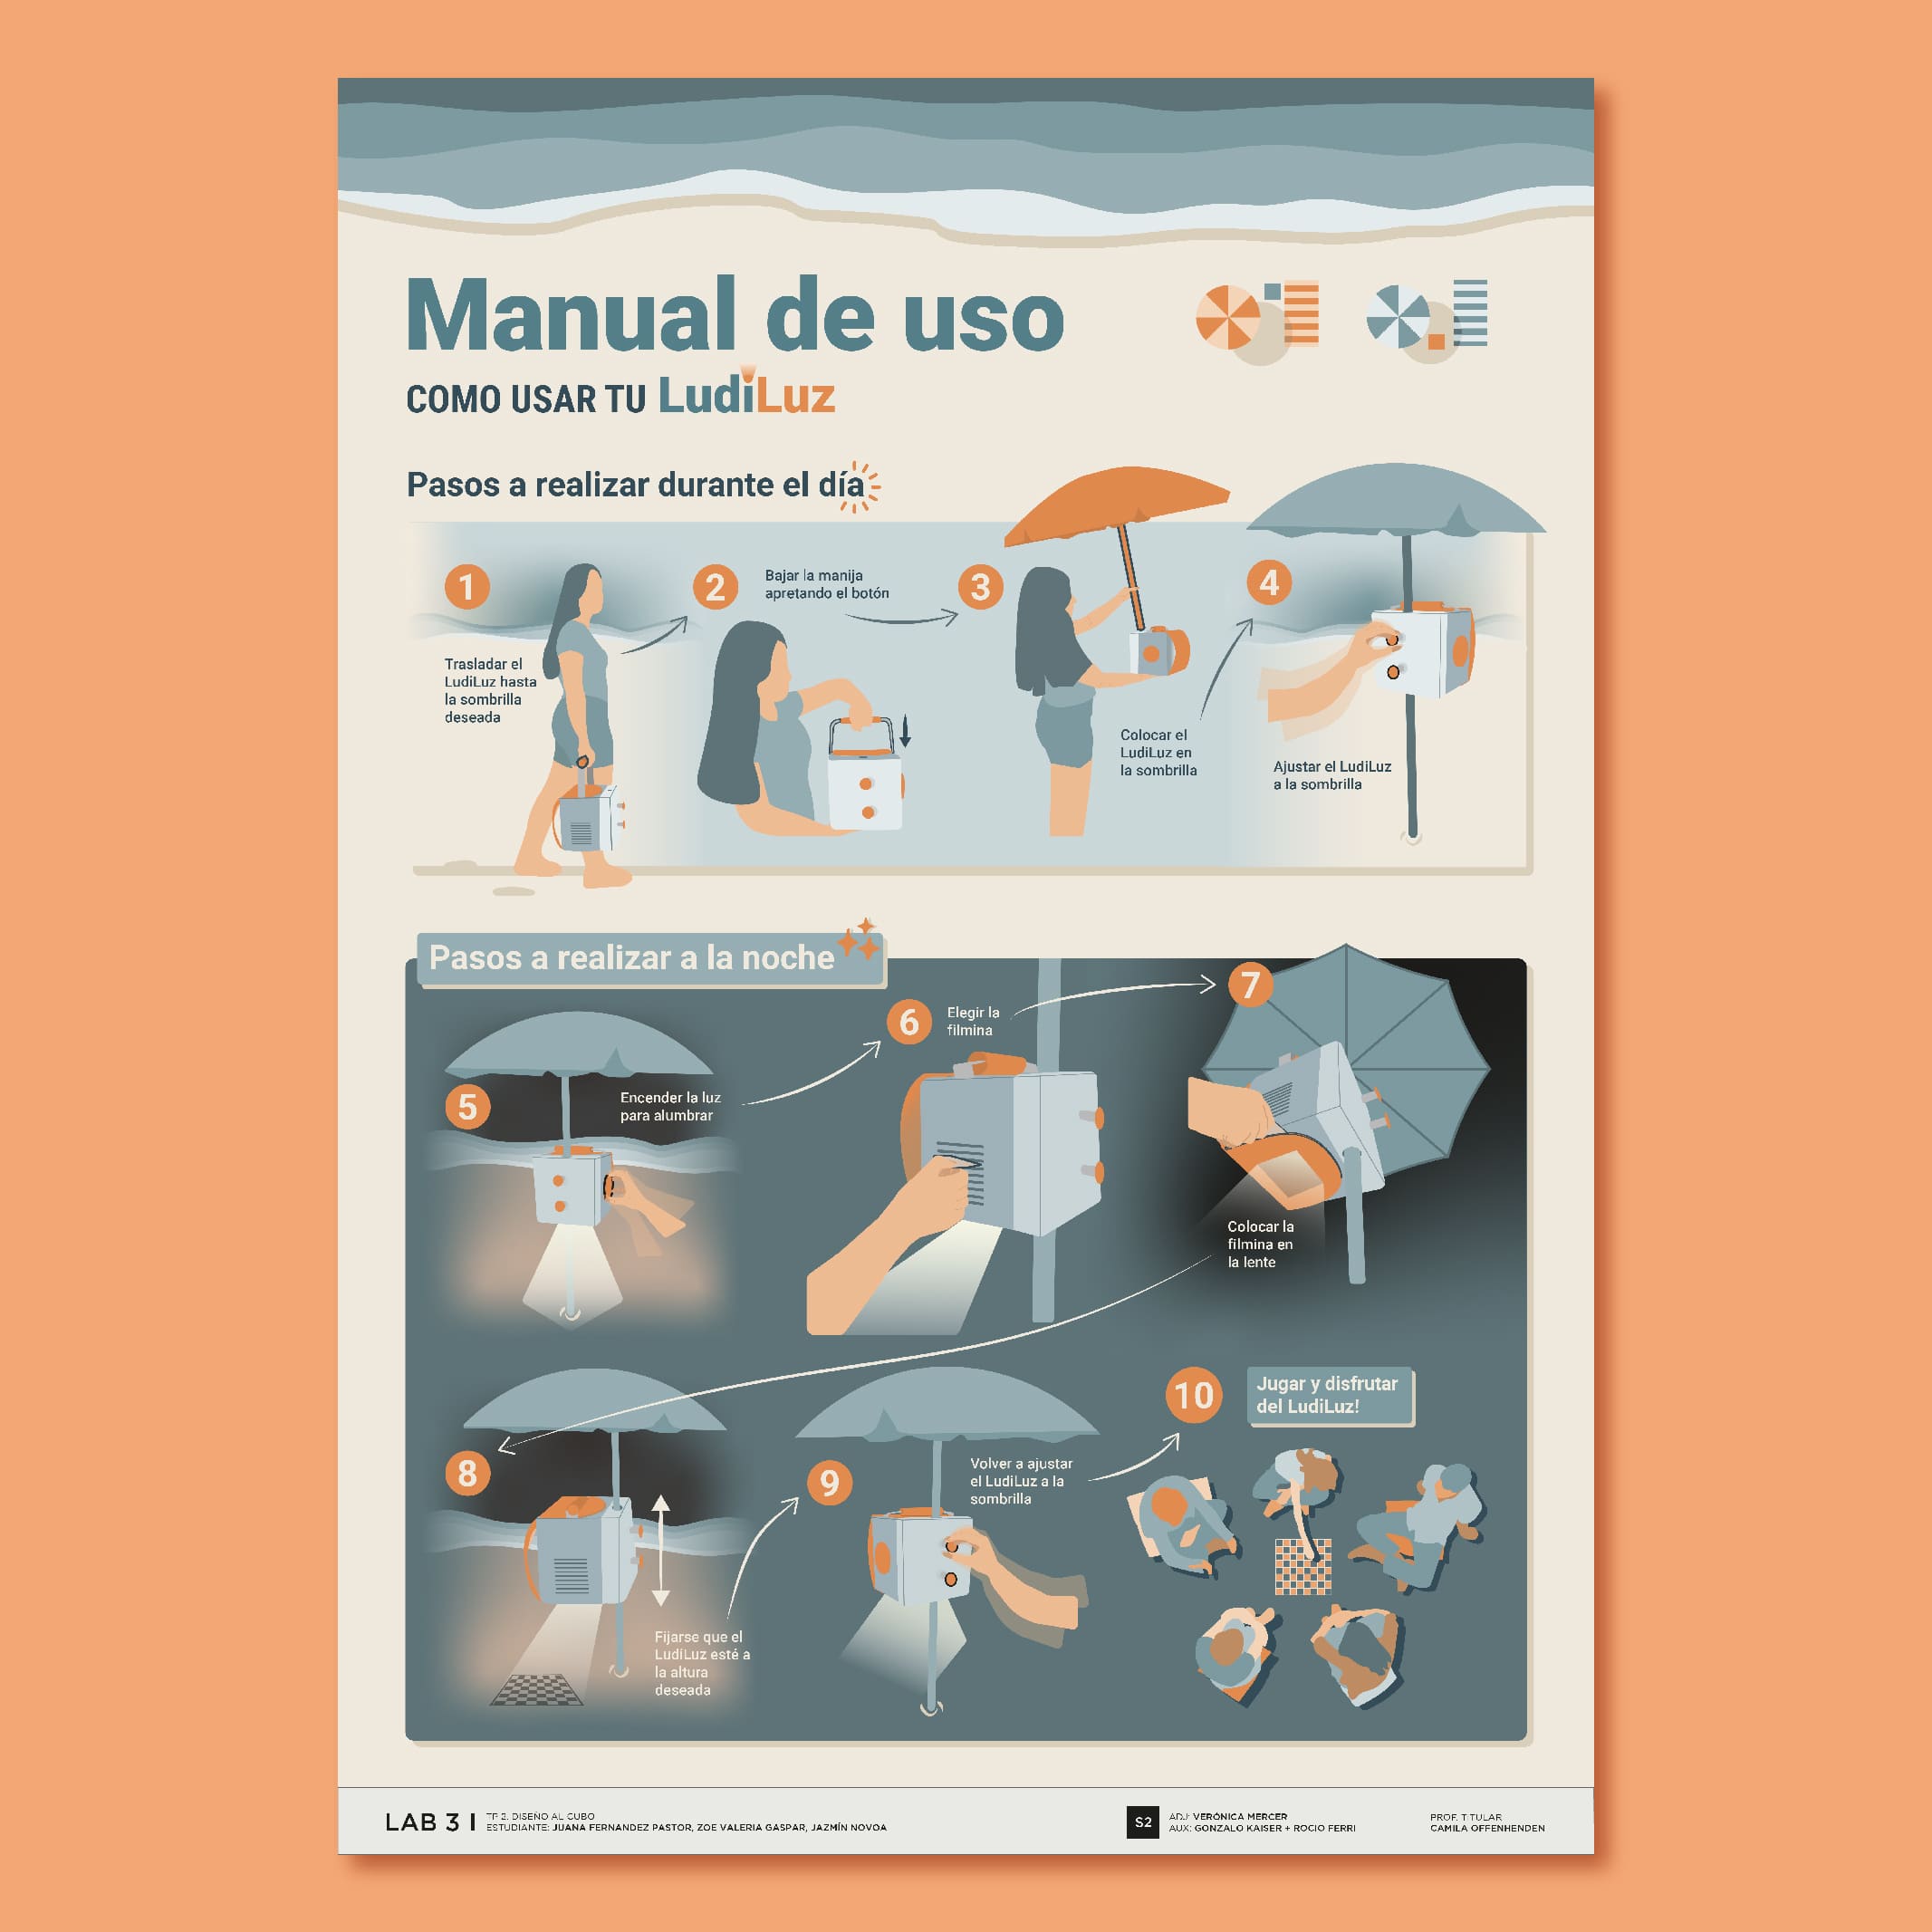 Manual de uso
COMO USAR TU LudiLuz
Pasos a realizar durante el día
1
Trasladar el
LudiLuz hasta
la sombrilla
deseada
2
Bajar la manija
apretando el botón
3
Colocar el
LudiLuz en
la sombrilla
4
Ajustar el LudiLuz
a la sombrilla
Pasos a realizar a la noche
5
Encender la luz
para alumbrar
6
Elegir la
filmina
7
Colocar la
filmina en
la lente
8
Fijarse que el
LudiLuz esté a
la altura
deseada
9
Volver a ajustar
el LudiLuz a la
sombrilla
10
Jugar y disfrutar
del LudiLuz!
LAB 3 I
TP 2. DISEÑO AL CUBO
ESTUDIANTE: JUANA FERNANDEZ PASTOR, ZOE VALERIA GASPAR, JAZMÍN NOVOA
S2
ADJ: VERÓNICA MERCER
AUX: GONZALO KAISER + ROCIO FERRI
PROF. TITULAR
CAMILA OFFENHENDEN